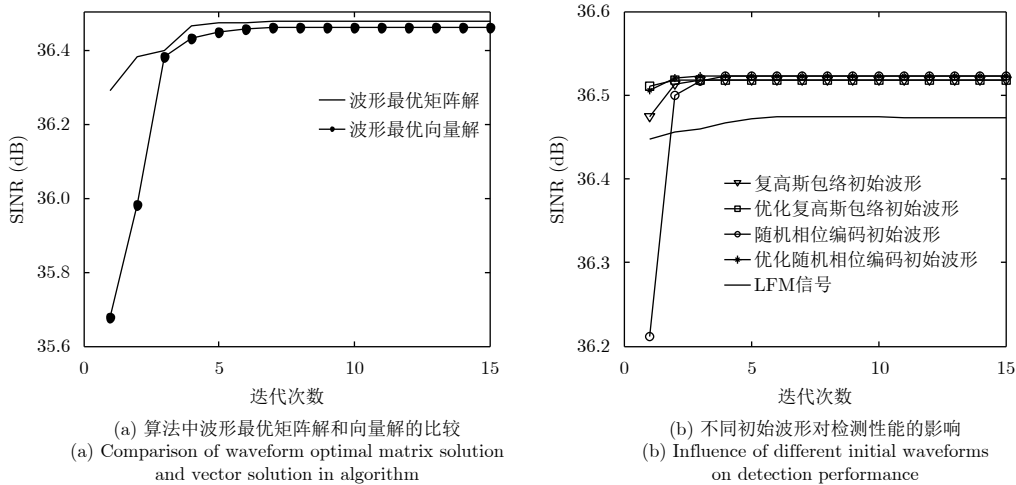 36.4
36.2
36.0
35.8
35.6
0
5
10
15
SINR (dB)
迭代次数
波形最优矩阵解
波形最优向量解
(a) 算法中波形最优矩阵解和向量解的比较
(a) Comparison of waveform optimal matrix solution
and vector solution in algorithm
36.6
36.5
36.4
36.3
36.2
0
5
10
15
SINR (dB)
迭代次数
复高斯包络初始波形
优化复高斯包络初始波形
随机相位编码初始波形
优化随机相位编码初始波形
LFM信号
(b) 不同初始波形对检测性能的影响
(b) Influence of different initial waveforms
on detection performance